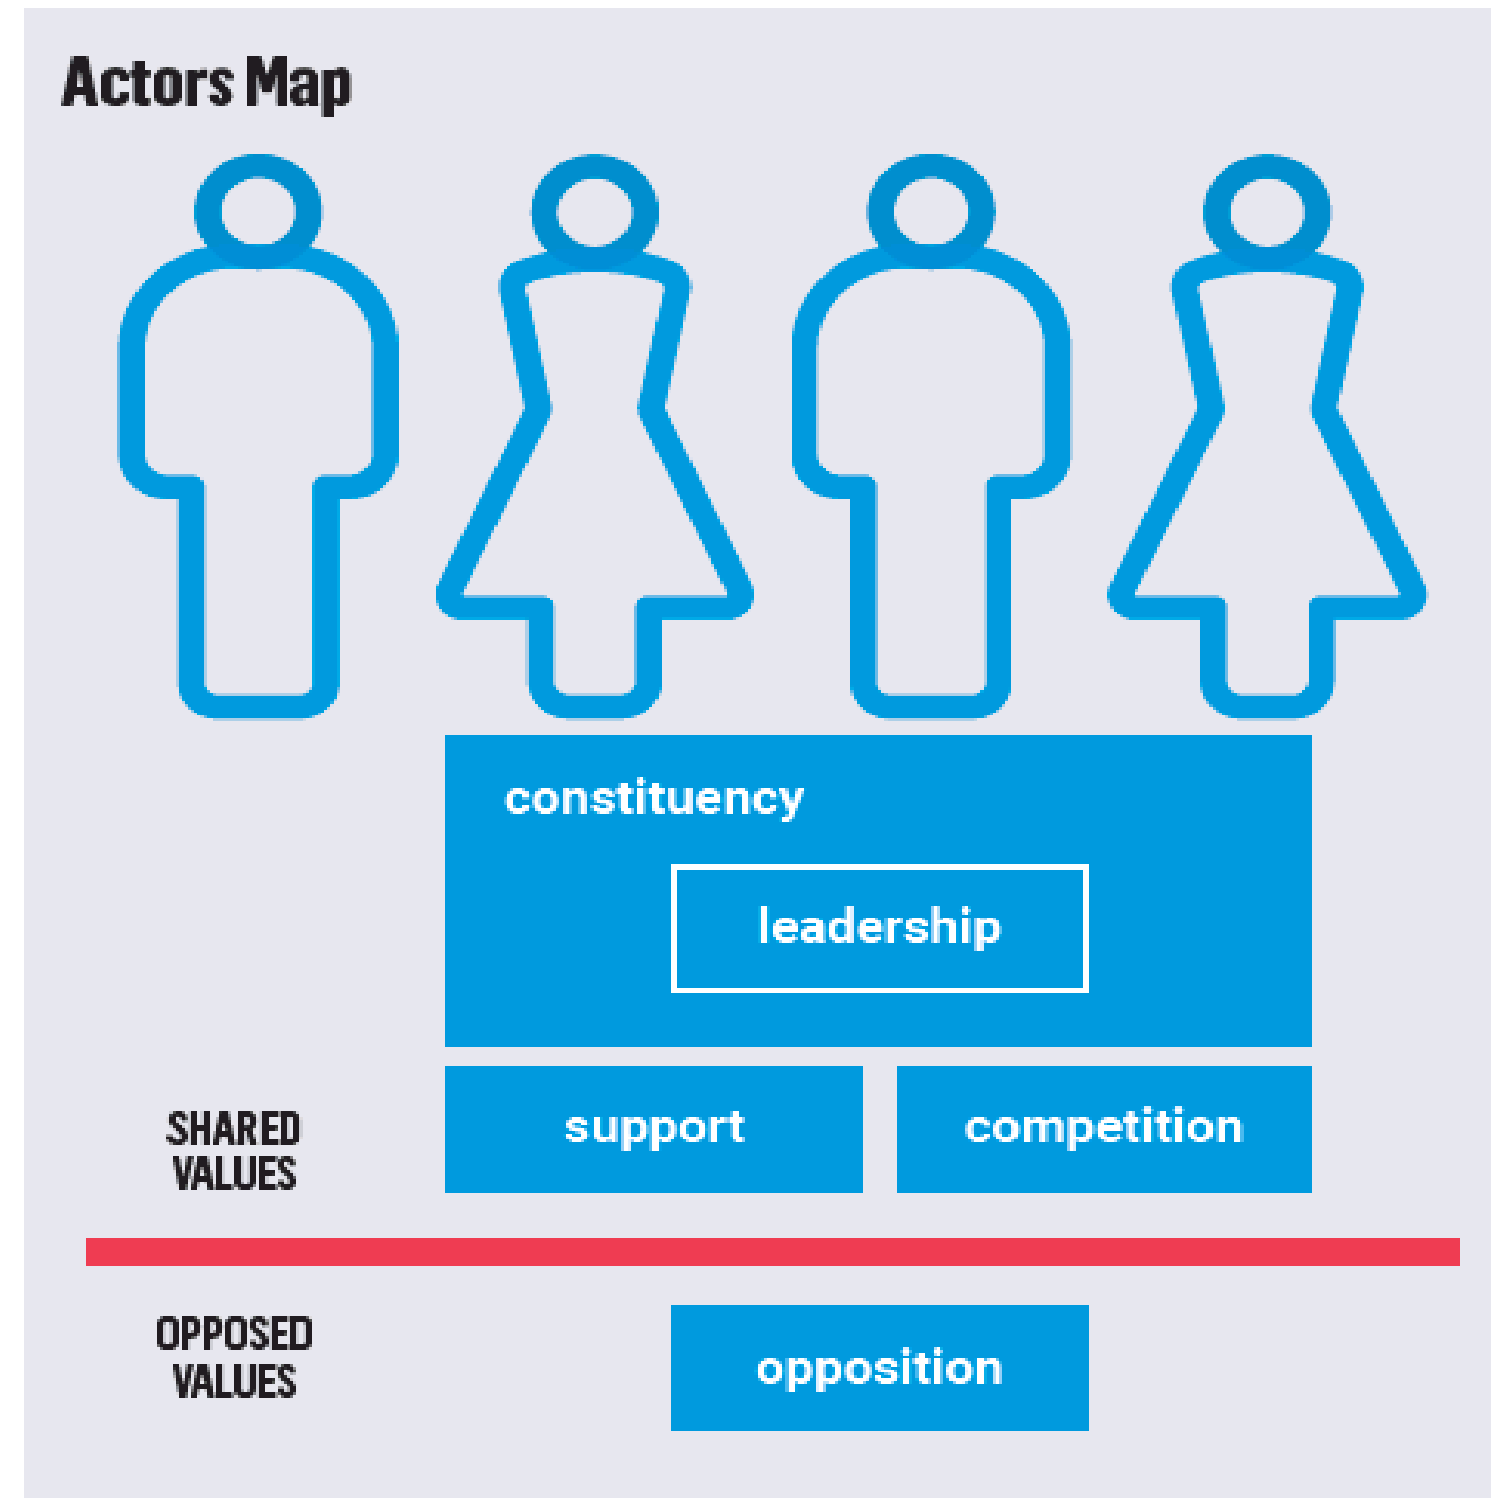 Actors Map
constituency
leadership
support
competition
SHARED
VALUES
OPPOSED
VALUES
opposition